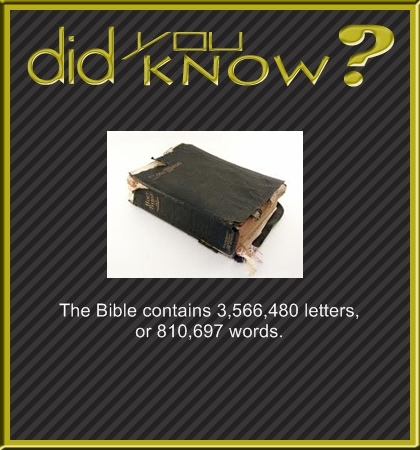 did you know?
The Bible contains 3,566,480 letters,
or 810,697 words.